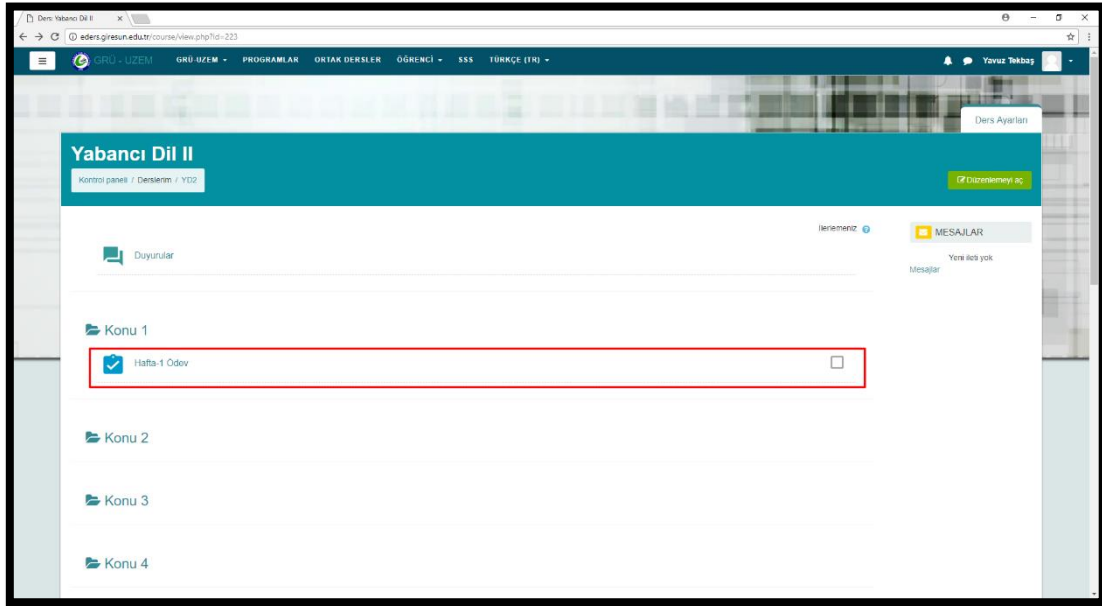 Ders: Yabancı Dil II
eders.giresun.edu.tr/course/view.php?id=223
GRÜ - UZEM GRÜ-UZEM PROGRAMLAR ORTAK DERSLER ÖĞRENCİ SSS TÜRKÇE (TR) Yavuz Tekbaş
Ders Ayarları
Yabancı Dil II
Kontrol paneli / Derslerim / YD2
Düzenlemeyi aç
İlerlemeniz
MESAJLAR
Duyurular
Yeni ileti yok
Mesajlar
Konu 1
Hafta-1 Ödev
Konu 2
Konu 3
Konu 4